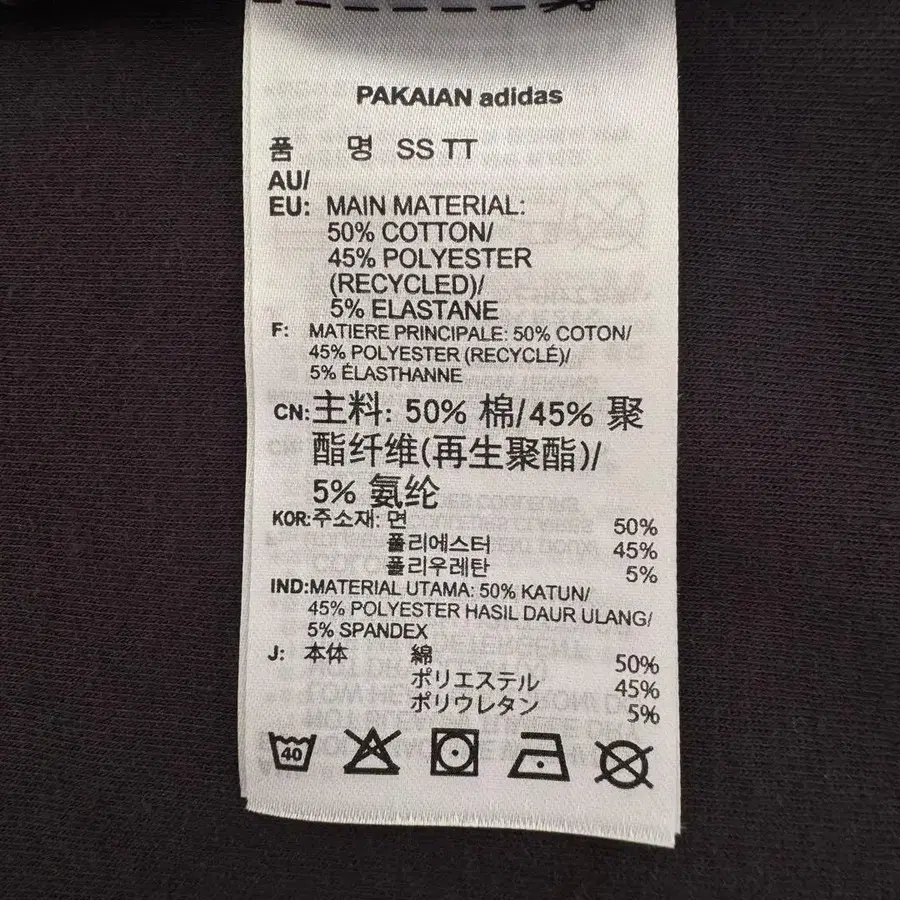 PAKAIAN adidas
품 명 SS TT
AU/
EU: MAIN MATERIAL:
50% COTTON/
45% POLYESTER
(RECYCLED)/
5% ELASTANE
F: MATIERE PRINCIPALE: 50% COTON/
45% POLYESTER (RECYCLÉ)/
5% ÉLASTHANNE
CN:主料: 50% 棉/45% 聚
酯纤维(再生聚酯)/
5% 氨纶
KOR:주소재: 면 50%
폴리에스터 45%
폴리우레탄 5%
IND:MATERIAL UTAMA: 50% KATUN/
45% POLYESTER HASIL DAUR ULANG/
5% SPANDEX
J: 本体 綿 50%
ポリエステル 45%
ポリウレタン 5%
40